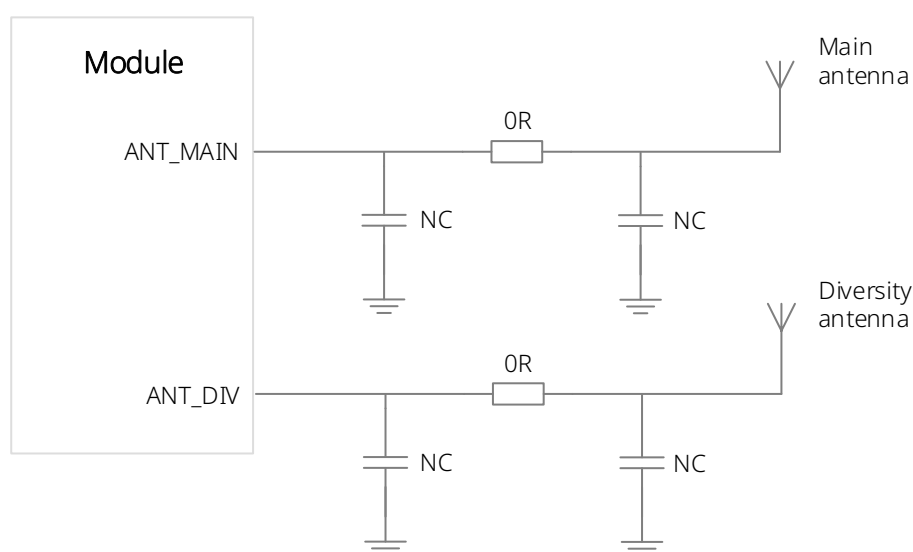 Module
Main
antenna
0R
ANT_MAIN
NC
NC
Diversity
antenna
0R
ANT_DIV
NC
NC